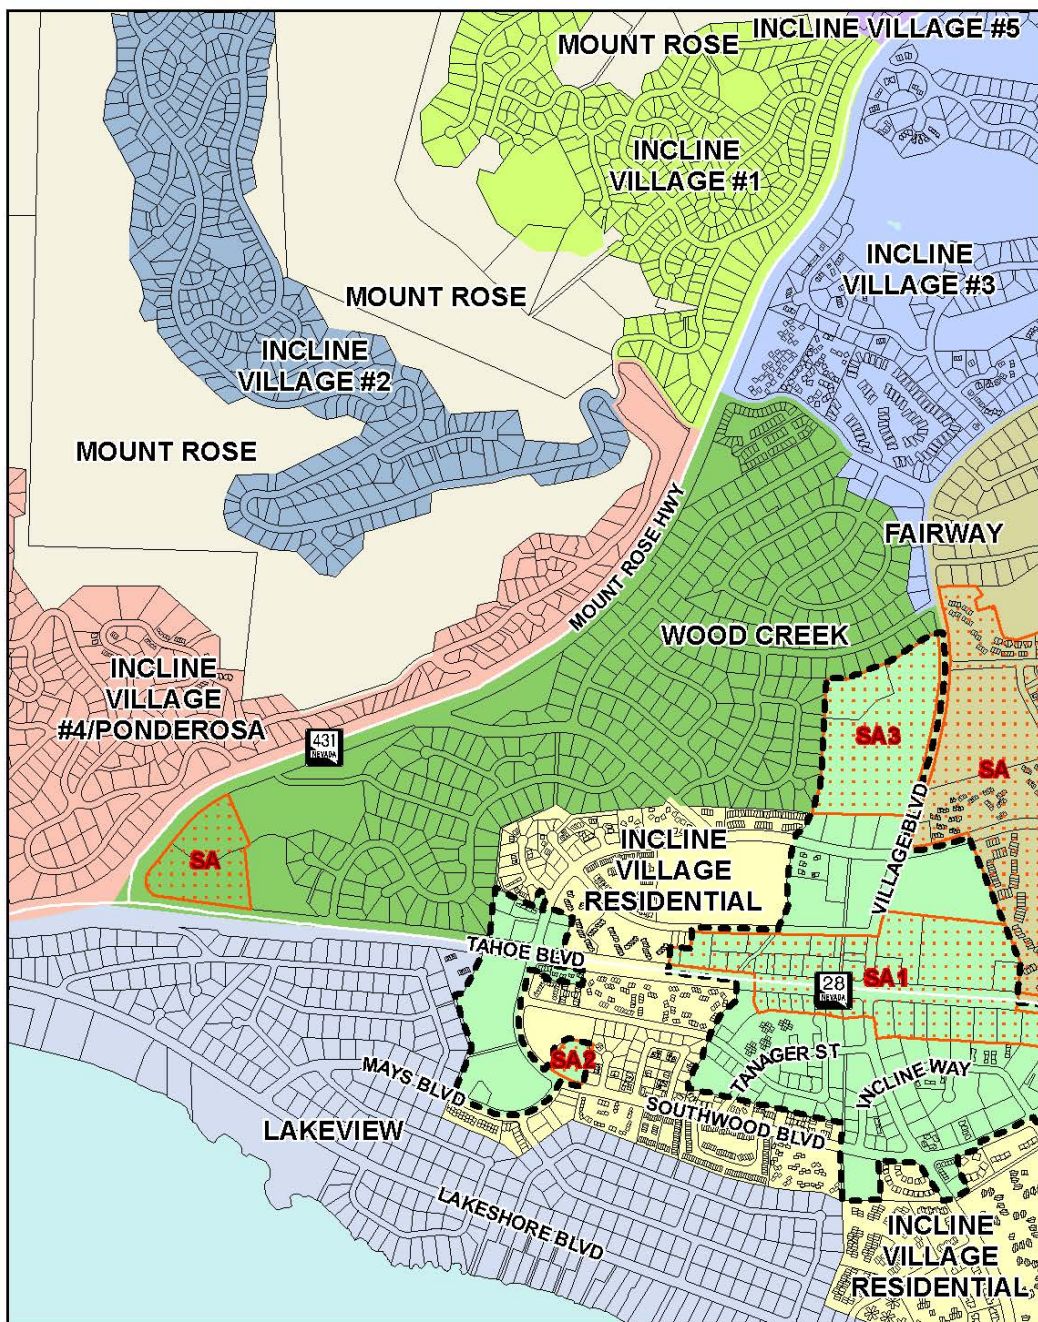 INCLINE VILLAGE #5
MOUNT ROSE
INCLINE
VILLAGE #1
INCLINE
VILLAGE #3
MOUNT ROSE
INCLINE
VILLAGE #2
MOUNT ROSE
MOUNT ROSE HWY
FAIRWAY
WOOD CREEK
INCLINE
VILLAGE
#4/PONDEROSA
431
NEVADA
SA3
SA
SA
INCLINE
VILLAGE
RESIDENTIAL
VILLAGE BLVD
TAHOE BLVD
SA1
28
NEVADA
SA2
MAYS BLVD
TANAGER ST
INCLINE WAY
SOUTHWOOD BLVD
LAKEVIEW
LAKESHORE BLVD
INCLINE
VILLAGE
RESIDENTIAL